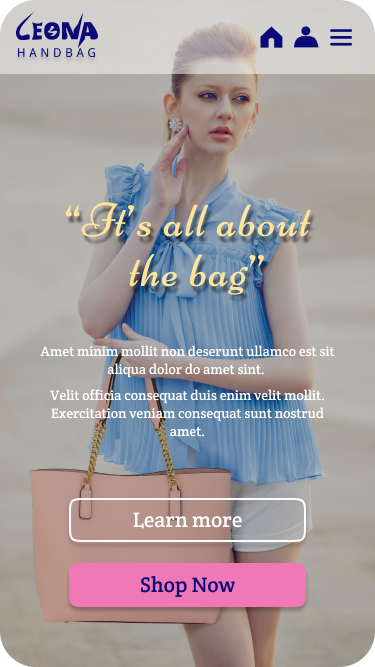 LEONA
HANDBAG
“It’s all about
the bag”
Amet minim mollit non deserunt ullamco est sit
aliqua dolor do amet sint.
Velit officia consequat duis enim velit mollit.
Exercitation veniam consequat sunt nostrud
amet.
Learn more
Shop Now